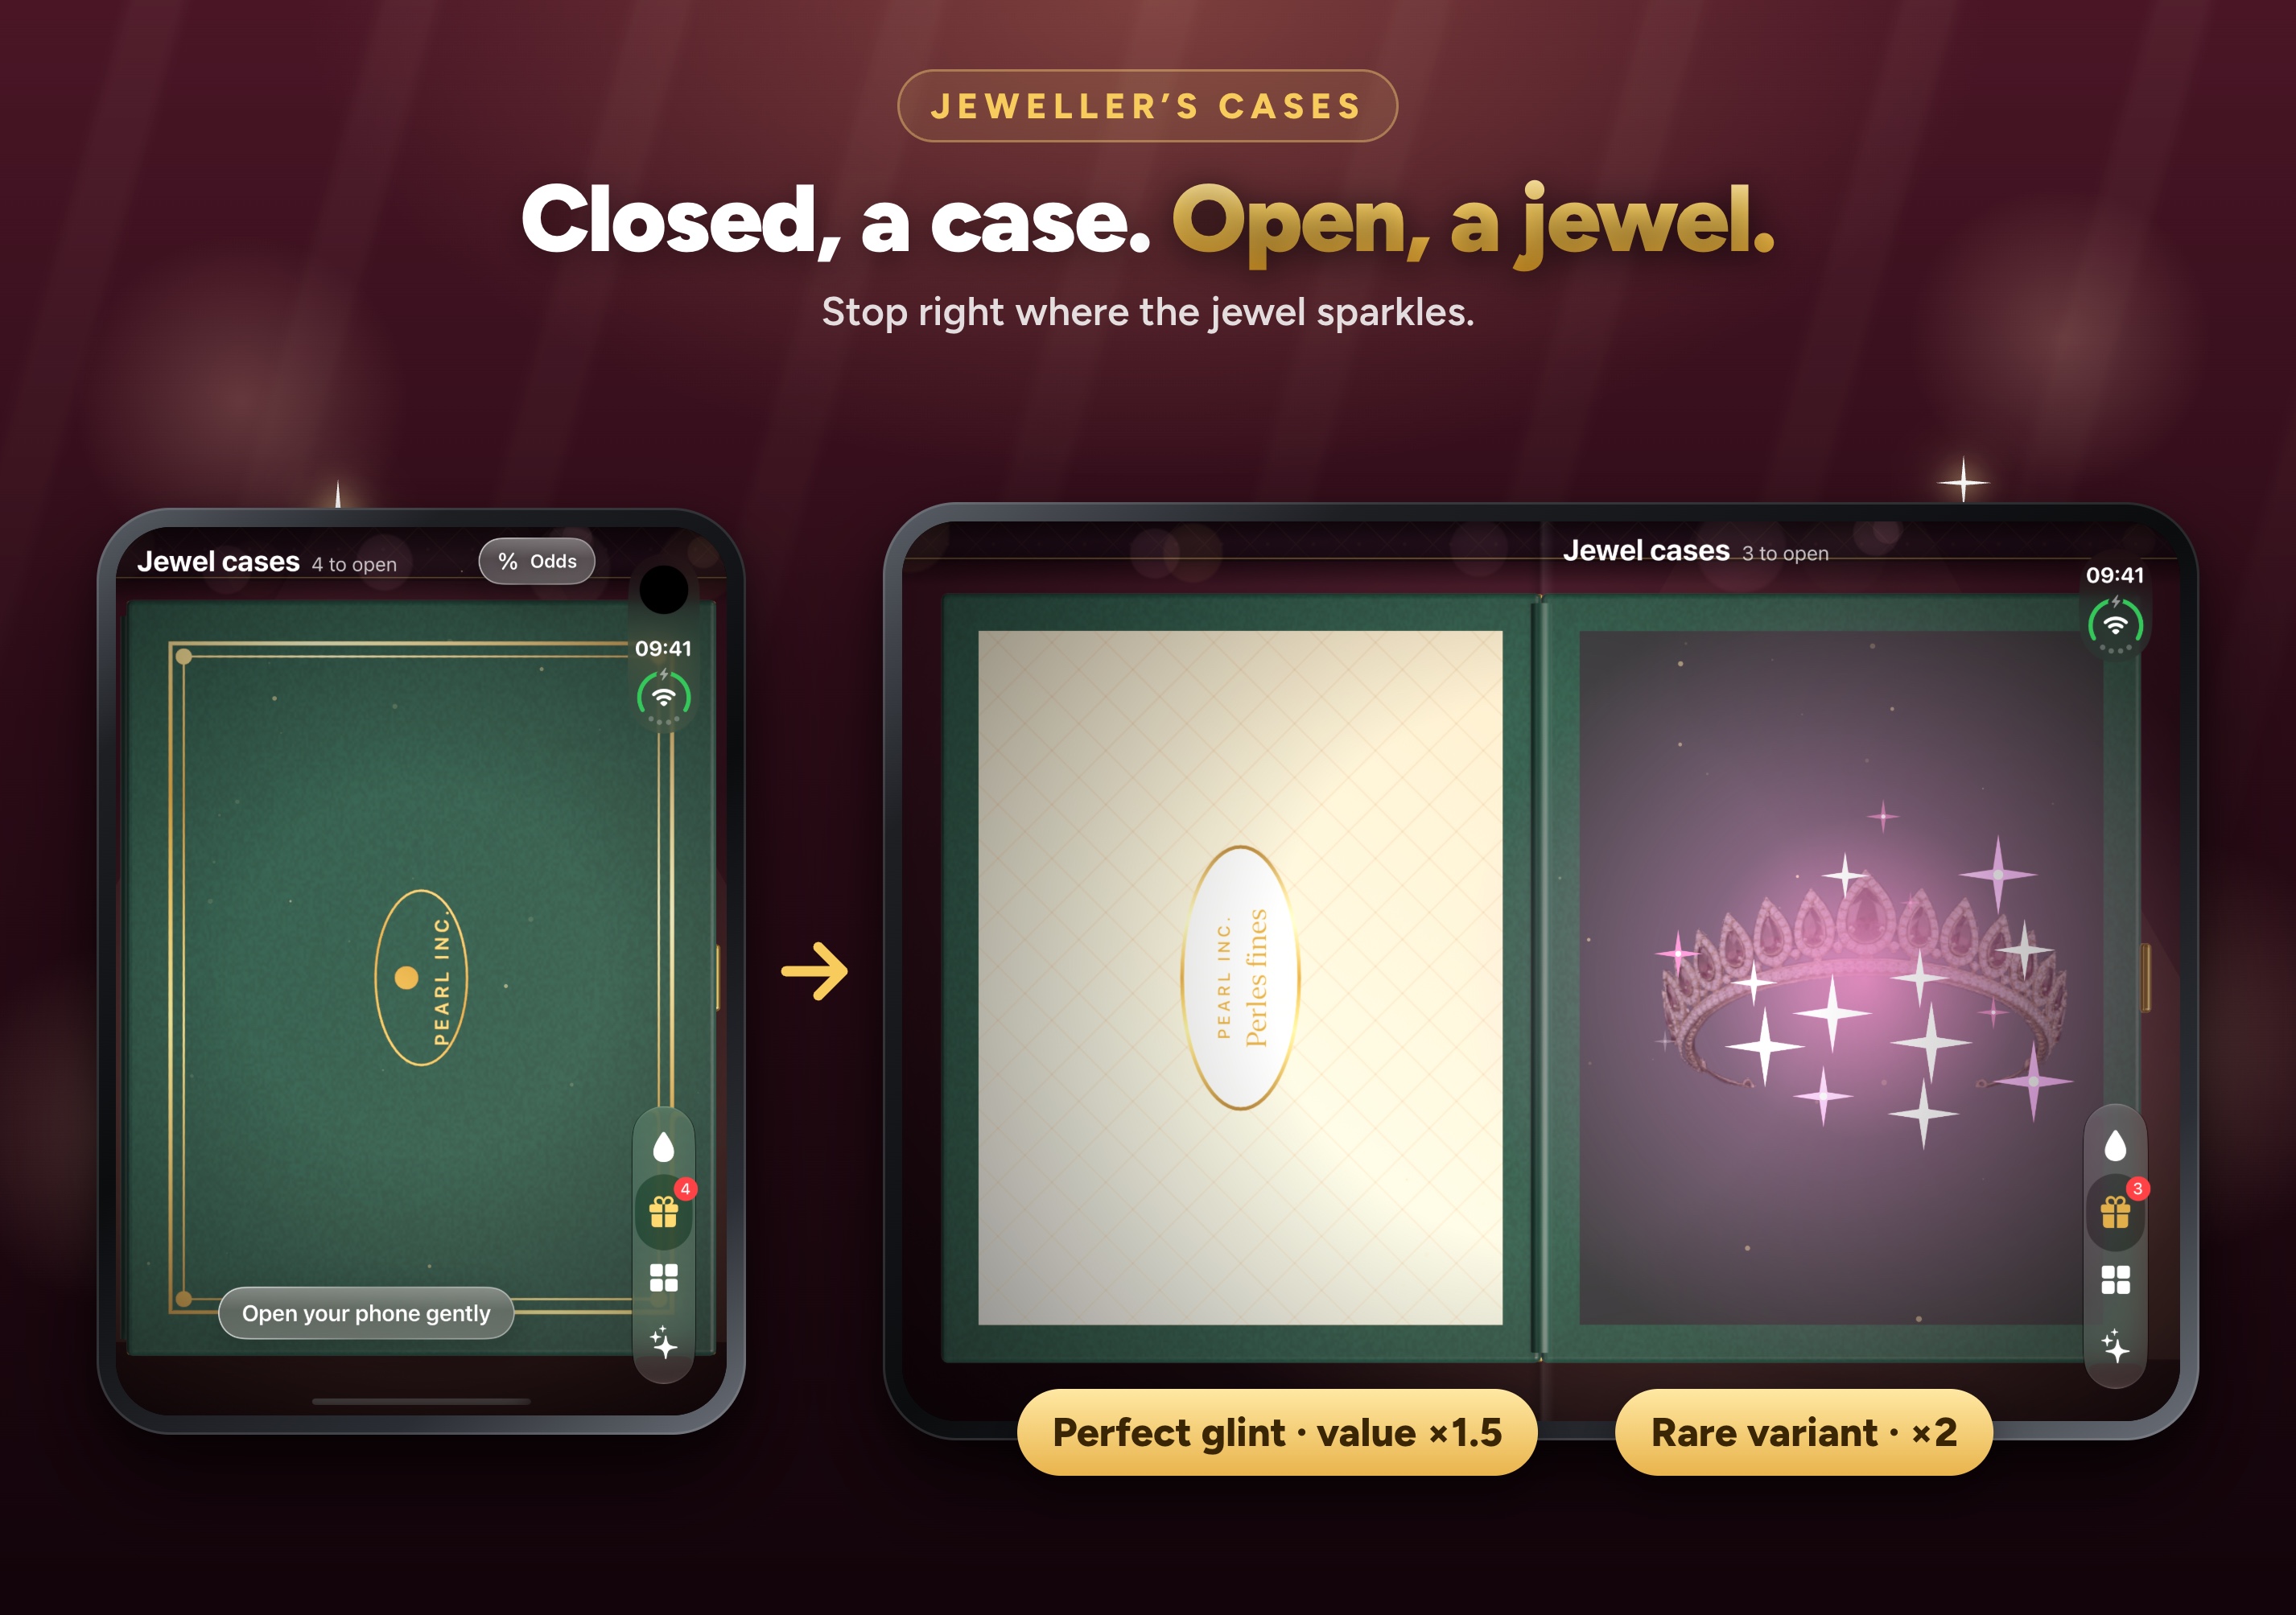 JEWELLER’S CASES
Closed, a case. Open, a jewel.
Stop right where the jewel sparkles.
Jewel cases 4 to open
% Odds
09:41
PEARL INC.
4
Open your phone gently
Jewel cases 3 to open
09:41
PEARL INC.
Perles fines
3
Perfect glint · value ×1.5
Rare variant · ×2